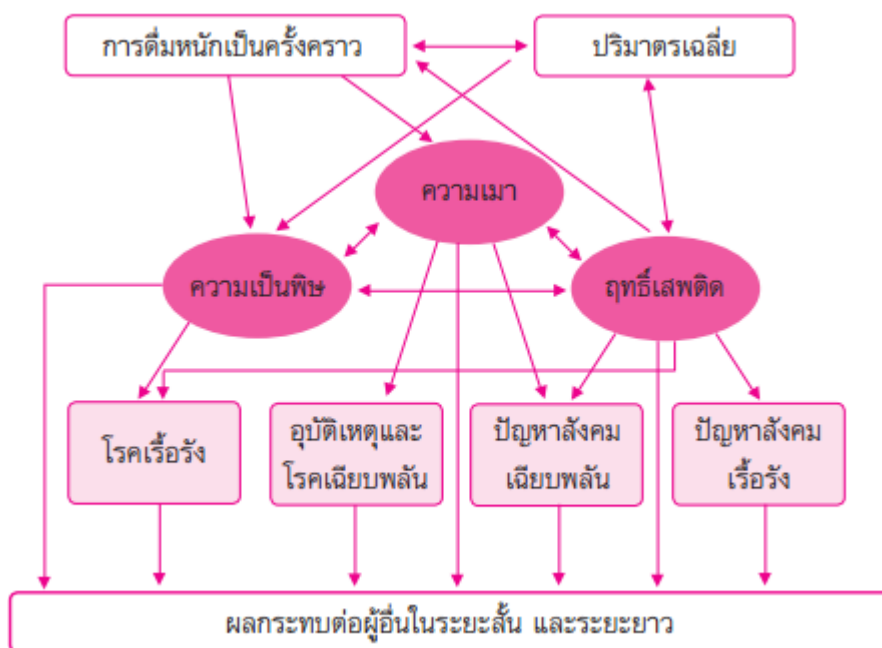 การดื่มหนักเป็นครั้งคราว
ปริมาตรเฉลี่ย
ความเมา
ความเป็นพิษ
ฤทธิ์เสพติด
โรคเรื้อรัง
อุบัติเหตุและ
โรคเฉียบพลัน
ปัญหาสังคม
เฉียบพลัน
ปัญหาสังคม
เรื้อรัง
ผลกระทบต่อผู้อื่นในระยะสั้น และระยะยาว